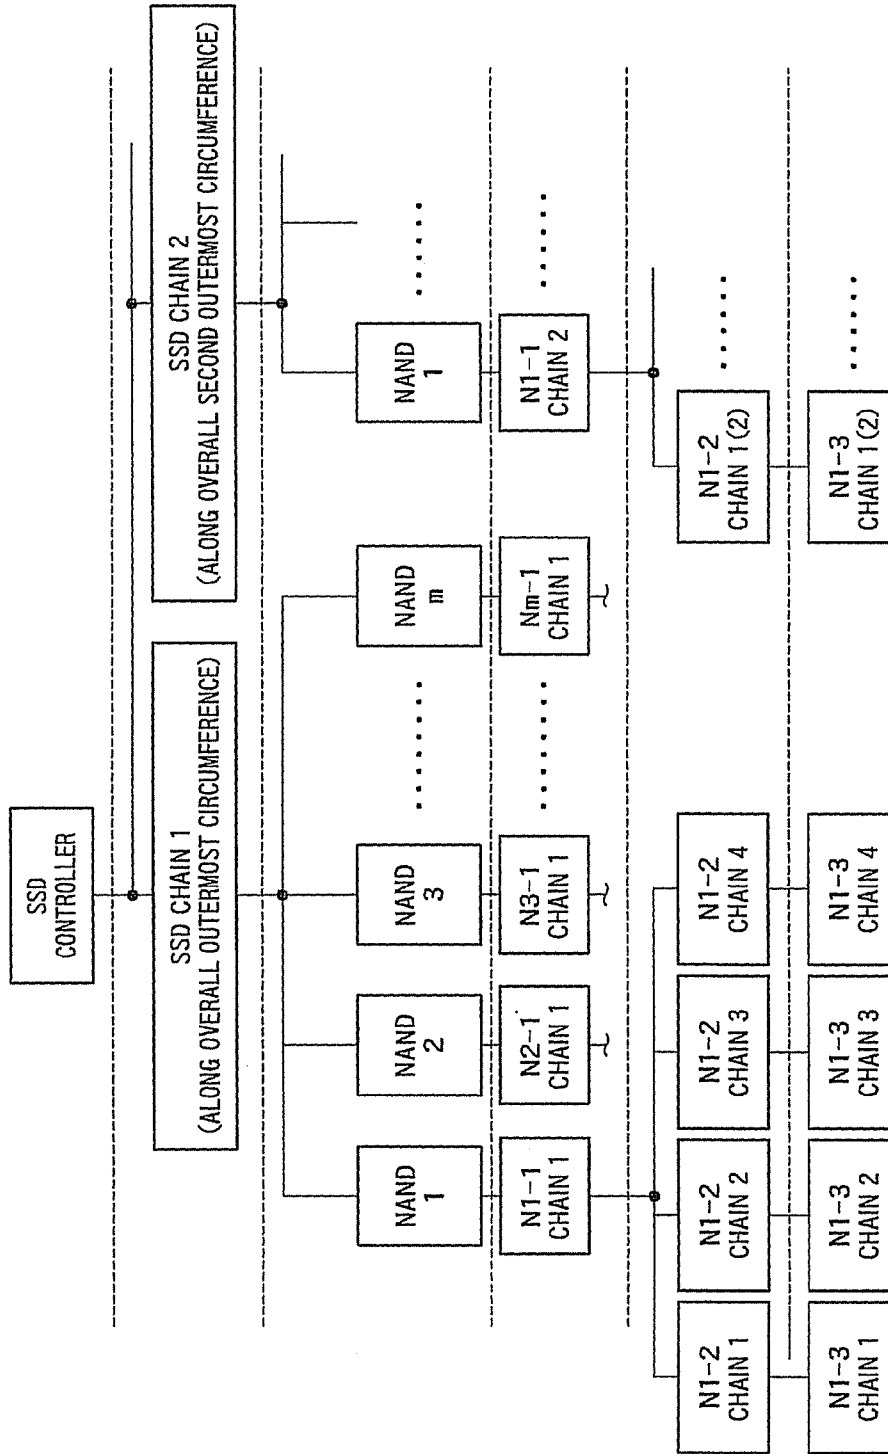 SSD
CONTROLLER
SSD CHAIN 1
(ALONG OVERALL OUTERMOST CIRCUMFERENCE)
SSD CHAIN 2
(ALONG OVERALL SECOND OUTERMOST CIRCUMFERENCE)
NAND
1
NAND
2
NAND
3
........
NAND
m
NAND
1
......
N1-1
CHAIN 1
N2-1
CHAIN 1
N3-1
CHAIN 1
........
Nm-1
CHAIN 1
N1-1
CHAIN 2
......
N1-2
CHAIN 1
N1-2
CHAIN 2
N1-2
CHAIN 3
N1-2
CHAIN 4
N1-2
CHAIN 1(2)
......
N1-3
CHAIN 1
N1-3
CHAIN 2
N1-3
CHAIN 3
N1-3
CHAIN 4
N1-3
CHAIN 1(2)
......